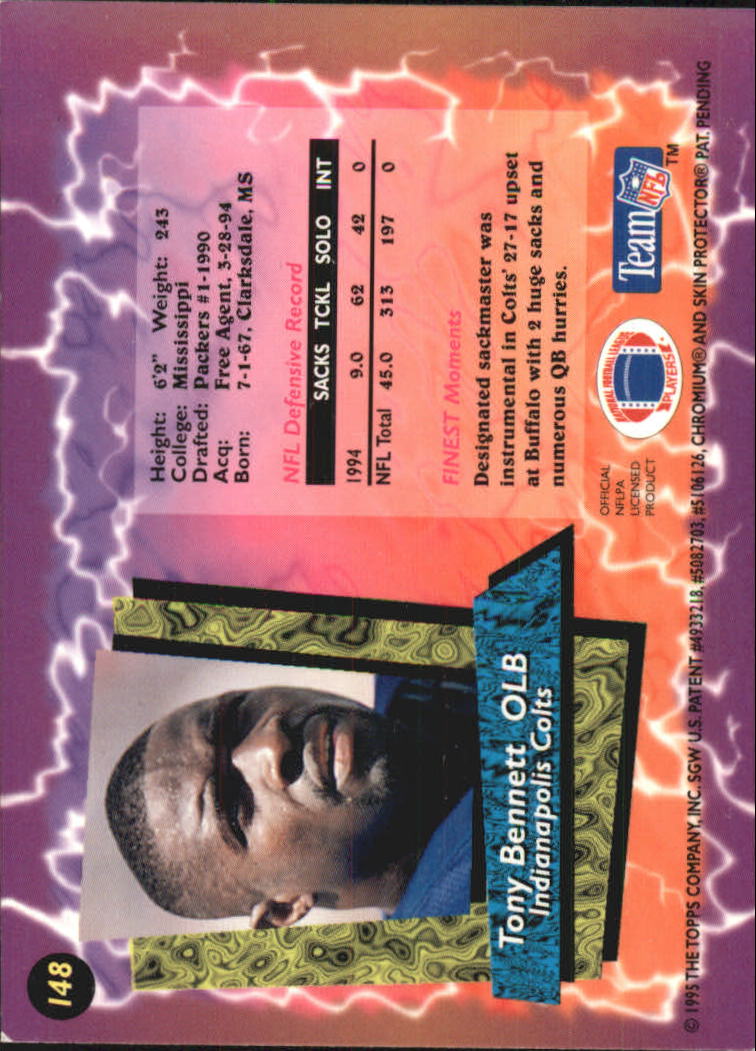 148
Height: 6'2" Weight: 243
College: Mississippi
Drafted: Packers #1-1990
Acq: Free Agent, 3-28-94
Born: 7-1-67, Clarksdale, MS
NFL Defensive Record
SACKS TCKL SOLO INT
1994 9.0 62 42 0
NFL Total 45.0 313 197 0
FINEST Moments
Designated sackmaster was
instrumental in Colts' 27-17 upset
at Buffalo with 2 huge sacks and
numerous QB hurries.
Tony Bennett OLB
Indianapolis Colts
OFFICIAL
NFLPA
LICENSED
PRODUCT
NATIONAL FOOTBALL LEAGUE
PLAYERS
Team NFL TM
© 1995 THE TOPPS COMPANY, INC. SGW U.S. PATENT #4933218, #5082703, #5106126, CHROMIUM® AND SKIN PROTECTOR® PAT. PENDING